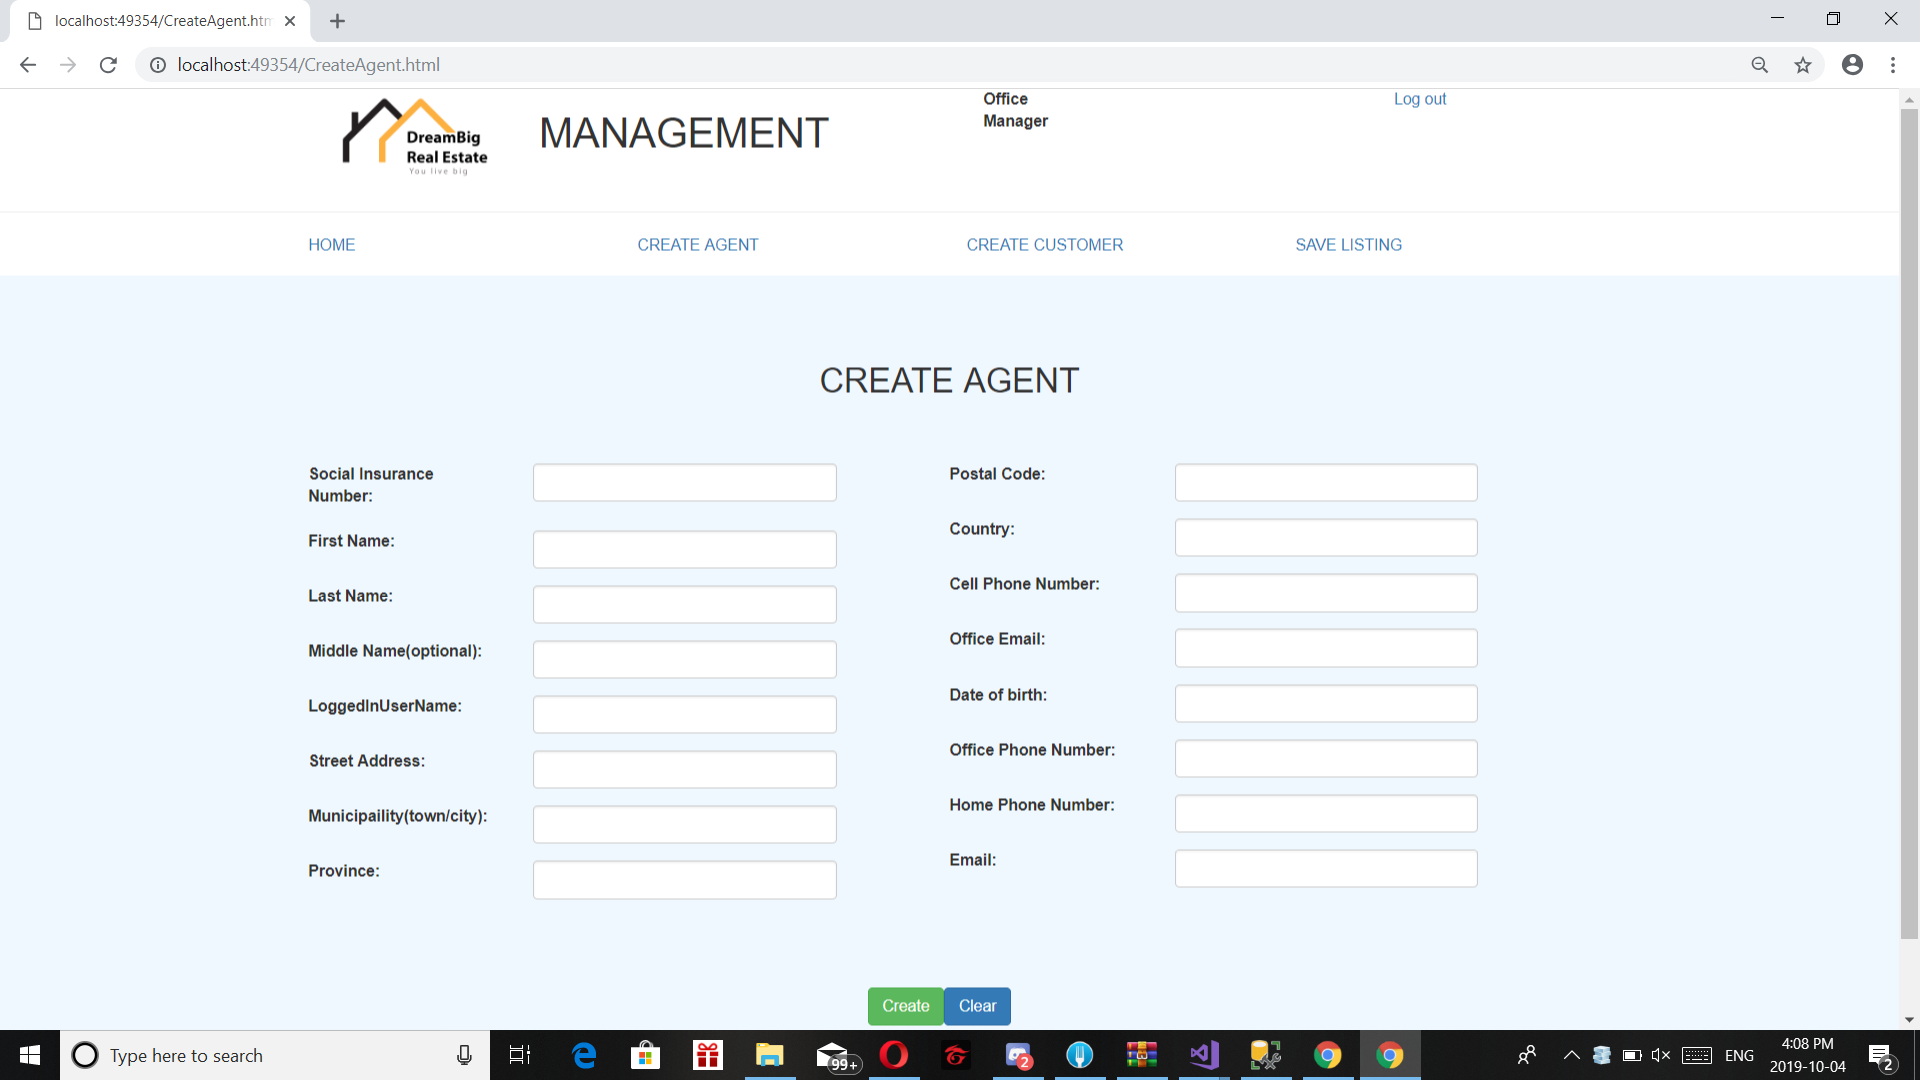 localhost:49354/CreateAgent.htm
localhost:49354/CreateAgent.html
DreamBig
Real Estate
You live big
MANAGEMENT
Office
Manager
Log out
HOME
CREATE AGENT
CREATE CUSTOMER
SAVE LISTING
CREATE AGENT
Social Insurance
Number:
First Name:
Last Name:
Middle Name(optional):
LoggedInUserName:
Street Address:
Municipaility(town/city):
Province:
Postal Code:
Country:
Cell Phone Number:
Office Email:
Date of birth:
Office Phone Number:
Home Phone Number:
Email:
Create
Clear
Type here to search
99+
2
ENG
4:08 PM
2019-10-04
2